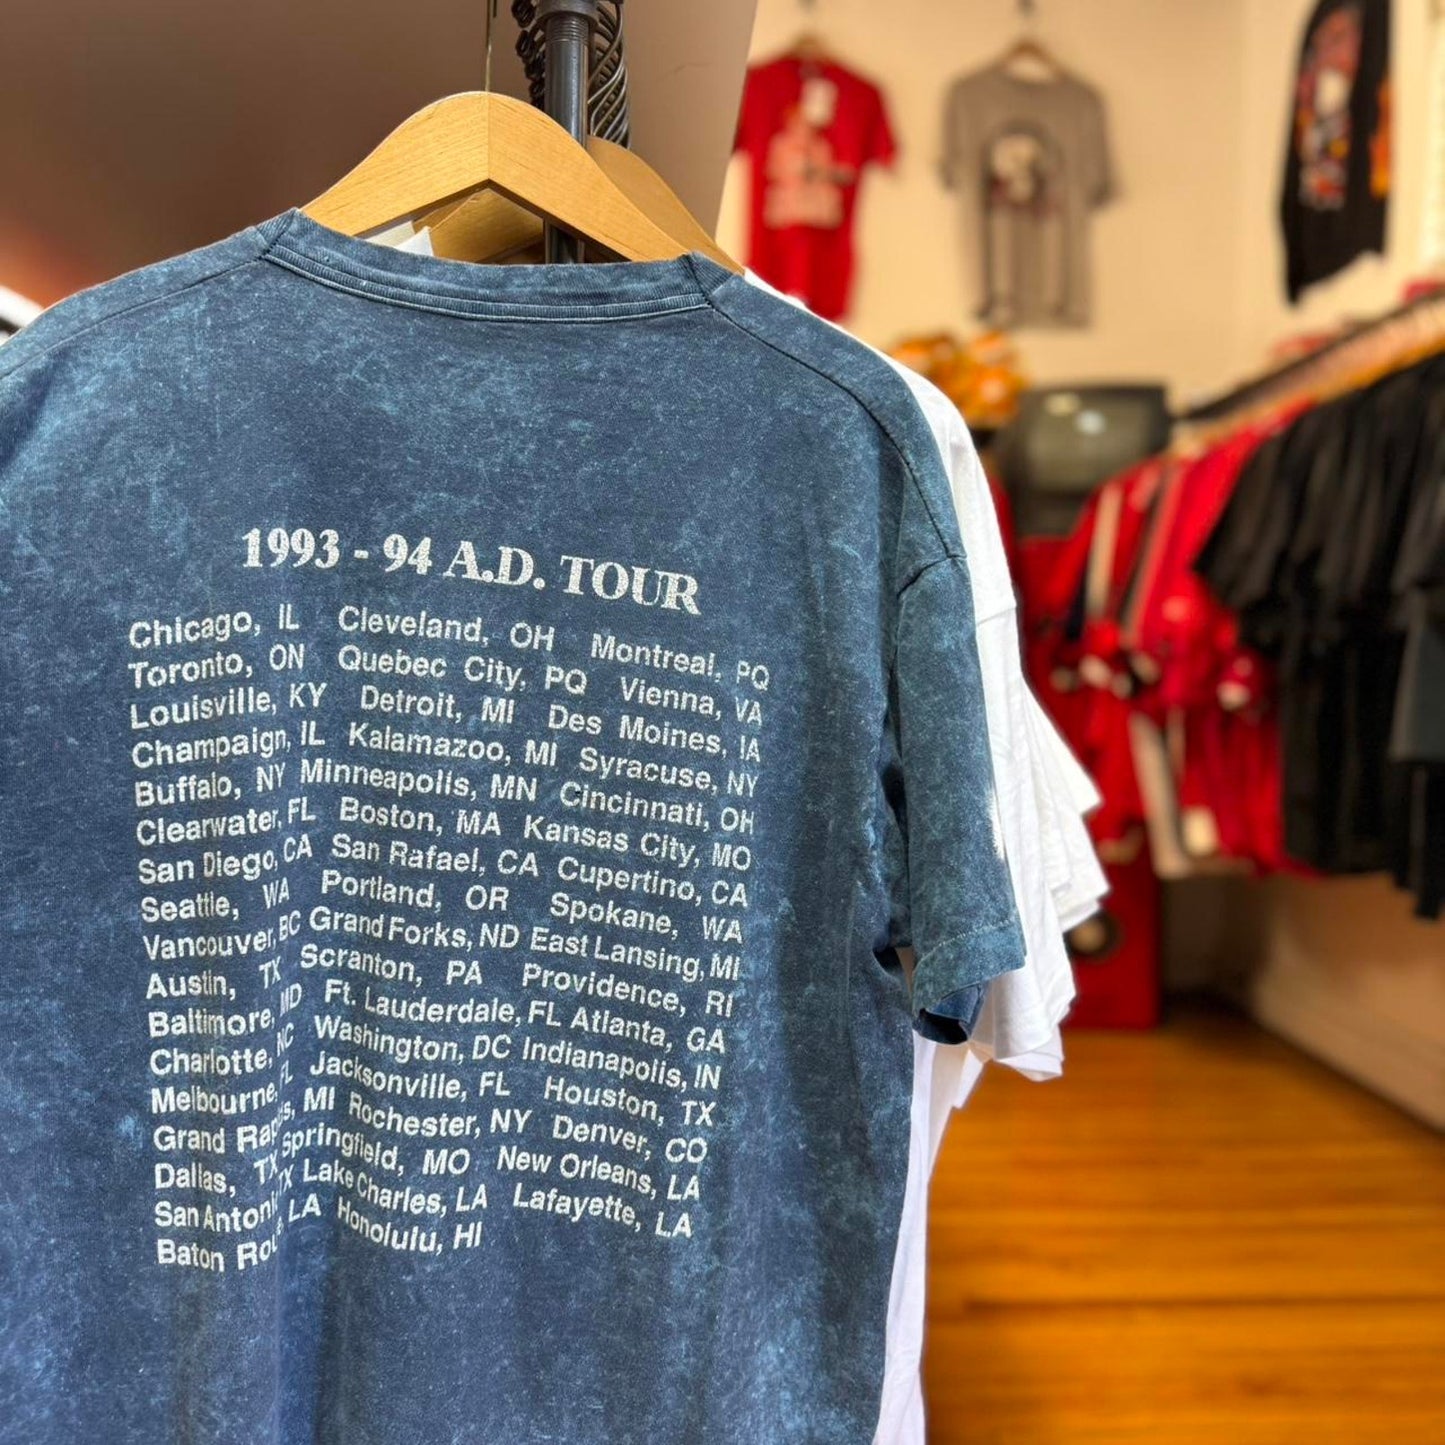 1993 - 94 A.D. TOUR
Chicago, IL Cleveland, OH Montreal, PQ
Toronto, ON Quebec City, PQ Vienna, VA
Louisville, KY Detroit, MI Des Moines, IA
Champaign, IL Kalamazoo, MI Syracuse, NY
Buffalo, NY Minneapolis, MN Cincinnati, OH
Clearwater, FL Boston, MA Kansas City, MO
San Diego, CA San Rafael, CA Cupertino, CA
Seattle, WA Portland, OR Spokane, WA
Vancouver, BC Grand Forks, ND East Lansing, MI
Austin, TX Scranton, PA Providence, RI
Baltimore, MD Ft. Lauderdale, FL Atlanta, GA
Charlotte, NC Washington, DC Indianapolis, IN
Melbourne, FL Jacksonville, FL Houston, TX
Grand Rapids, MI Rochester, NY Denver, CO
Dallas, TX Springfield, MO New Orleans, LA
San Antonio, TX Lake Charles, LA Lafayette, LA
Baton Rouge, LA Honolulu, HI